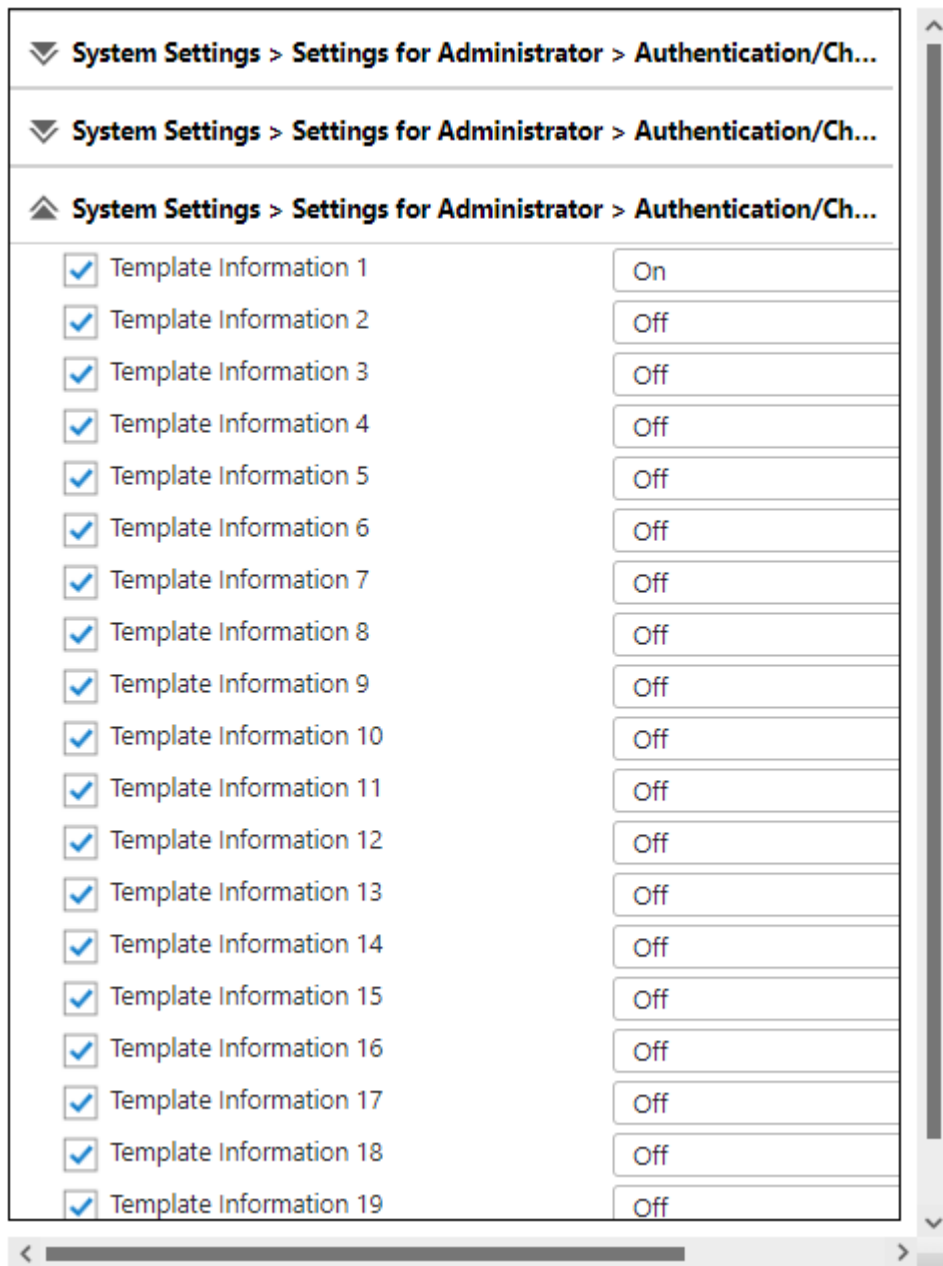 System Settings > Settings for Administrator > Authentication/Ch...
System Settings > Settings for Administrator > Authentication/Ch...
System Settings > Settings for Administrator > Authentication/Ch...
Template Information 1 On
Template Information 2 Off
Template Information 3 Off
Template Information 4 Off
Template Information 5 Off
Template Information 6 Off
Template Information 7 Off
Template Information 8 Off
Template Information 9 Off
Template Information 10 Off
Template Information 11 Off
Template Information 12 Off
Template Information 13 Off
Template Information 14 Off
Template Information 15 Off
Template Information 16 Off
Template Information 17 Off
Template Information 18 Off
Template Information 19 Off